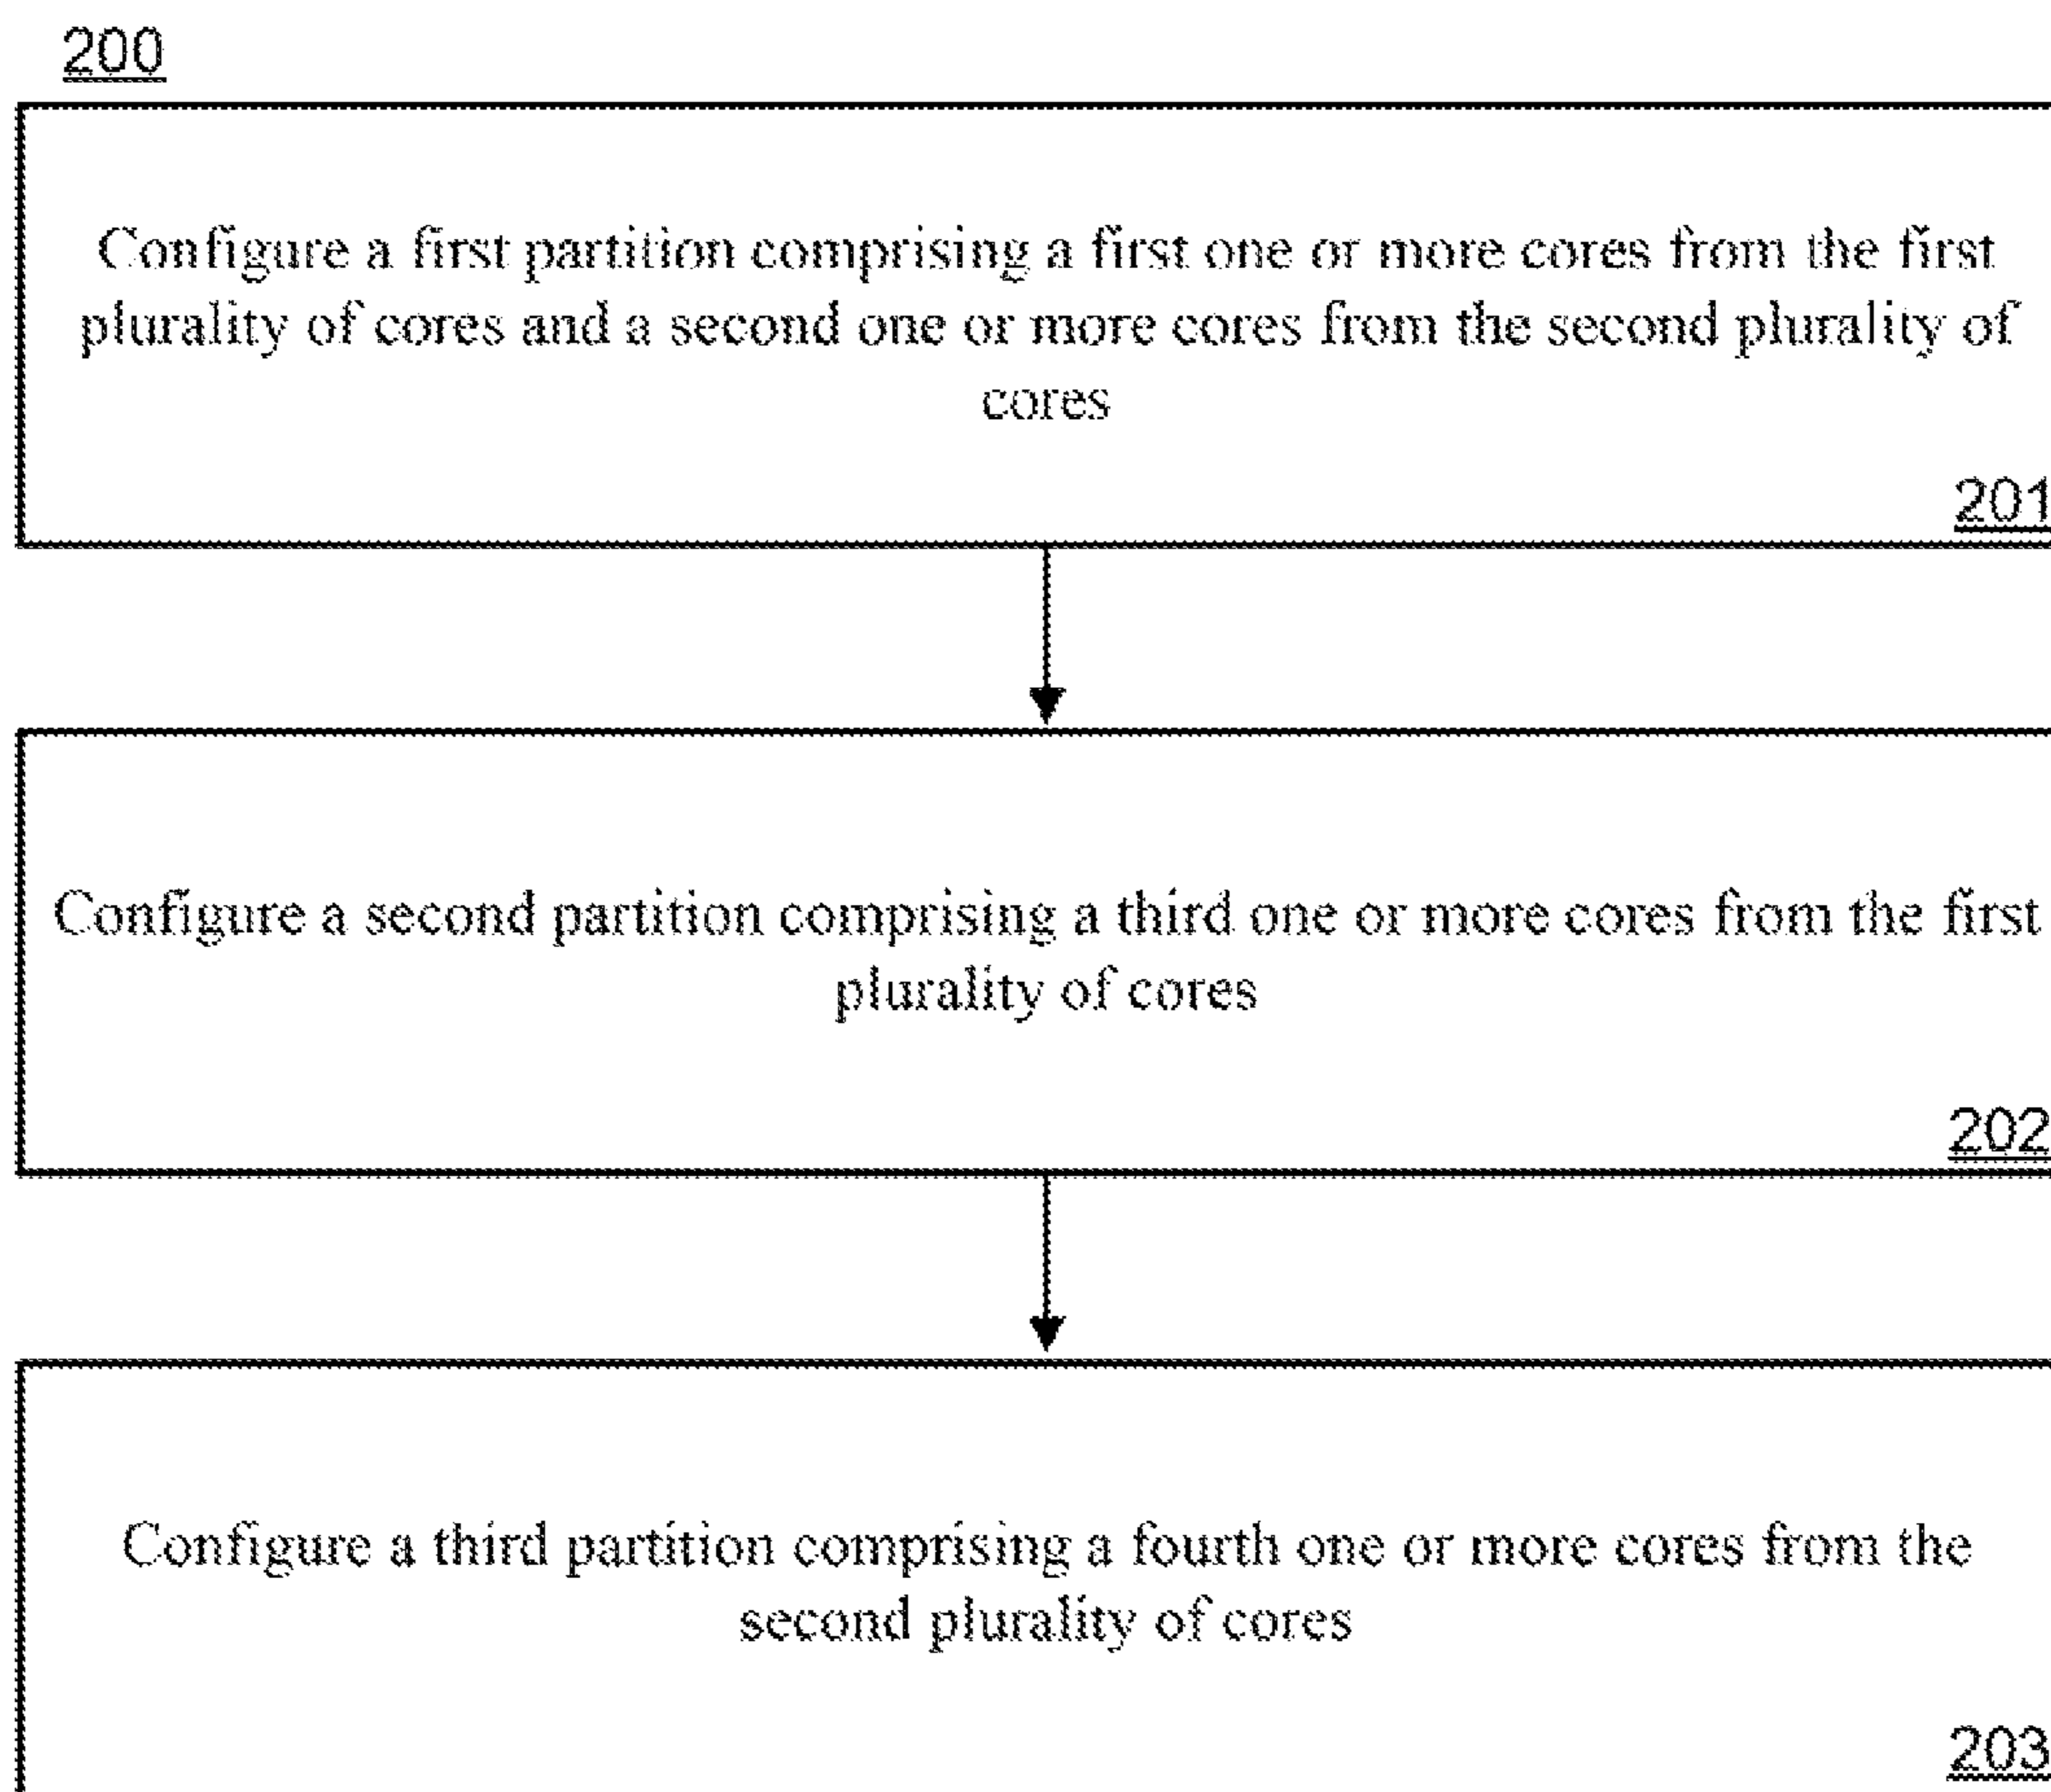 200
Configure a first partition comprising a first one or more cores from the first
plurality of cores and a second one or more cores from the second plurality of
cores
201
Configure a second partition comprising a third one or more cores from the first
plurality of cores
202
Configure a third partition comprising a fourth one or more cores from the
second plurality of cores
203